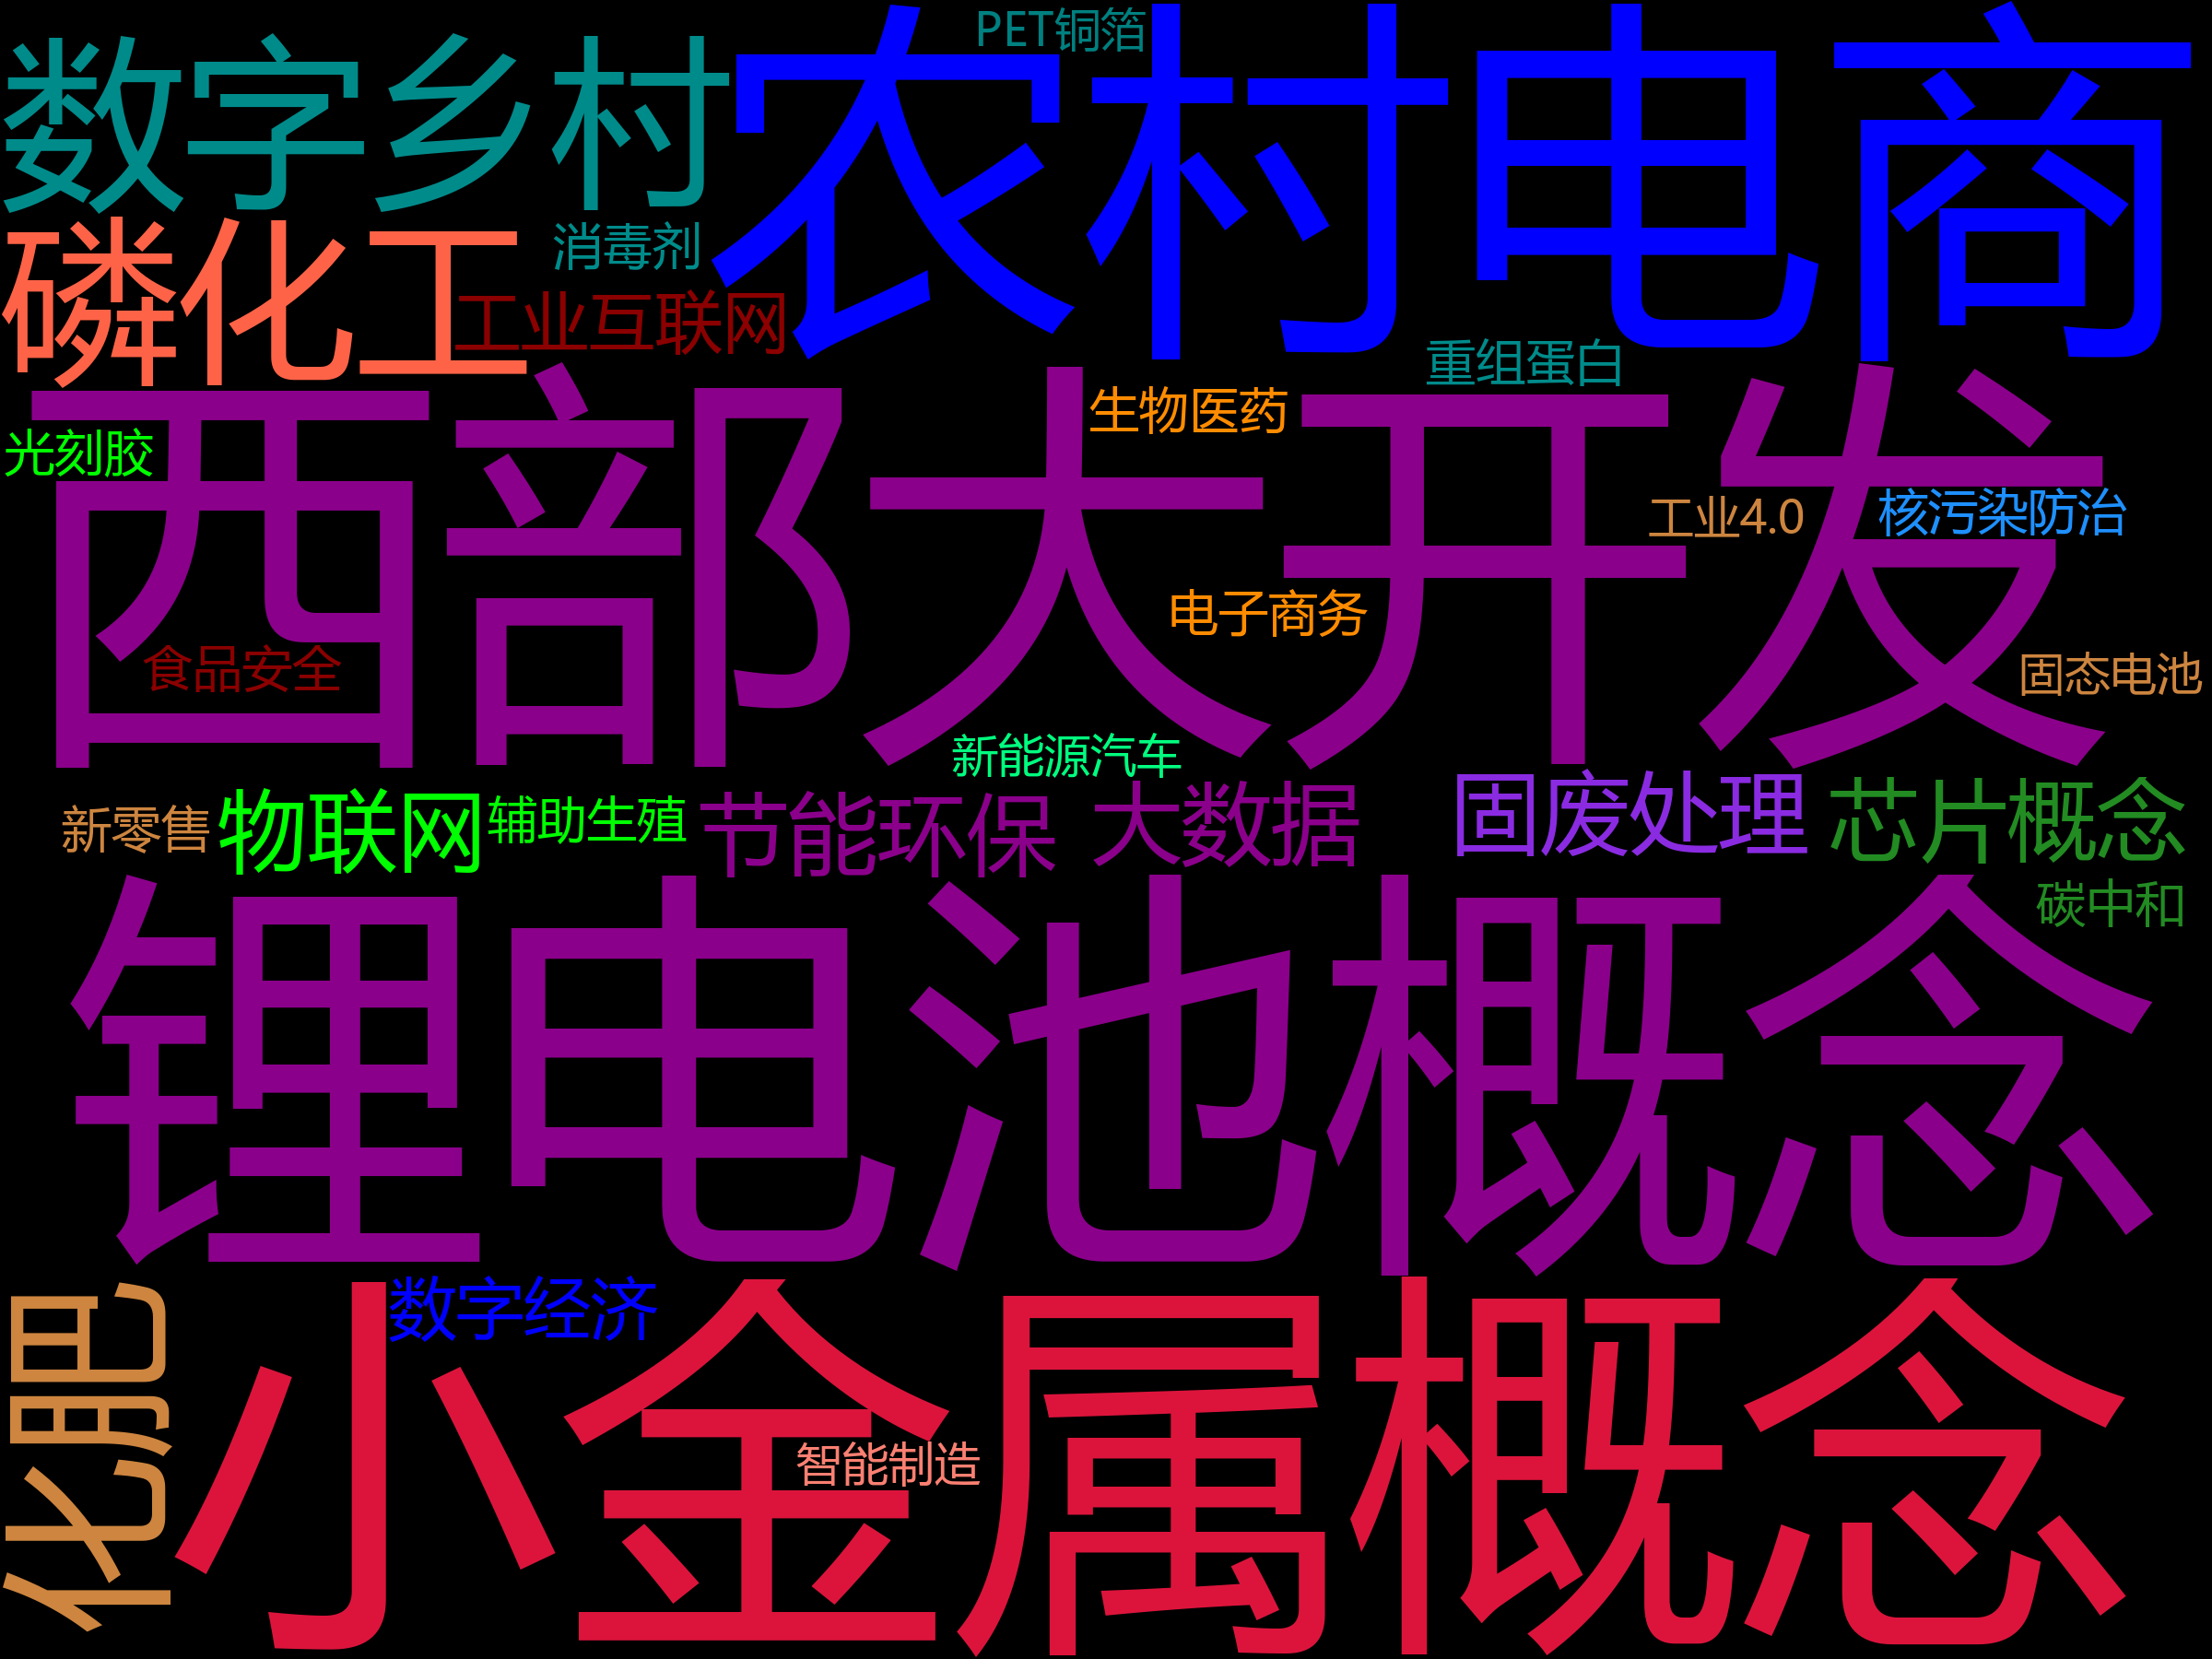 PET铜箔
数字乡村
农村电商
磷化工
消毒剂
工业互联网
重组蛋白
生物医药
光刻胶
西部大开发
工业4.0
核污染防治
电子商务
食品安全
固态电池
新能源汽车
新零售
物联网
辅助生殖
节能环保
大数据
固废处理
芯片概念
碳中和
锂电池概念
数字经济
化肥
小金属概念
智能制造